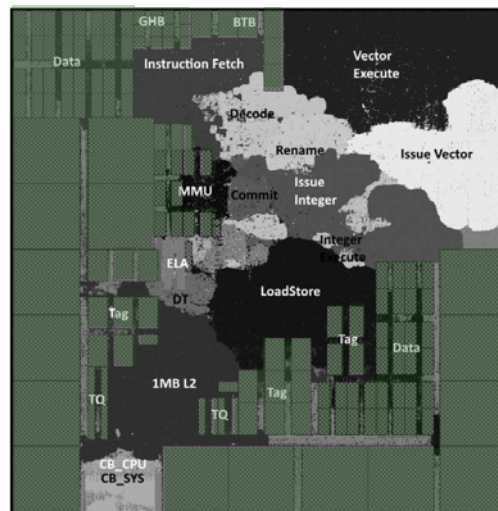 GHB
BTB
Data
Instruction Fetch
Vector
Execute
Decode
Rename
Issue Vector
MMU
Commit
Issue
Integer
Integer
Execute
ELA
DT
LoadStore
Tag
Tag
Data
1MB L2
TQ
TQ
Tag
CB_CPU
CB_SYS